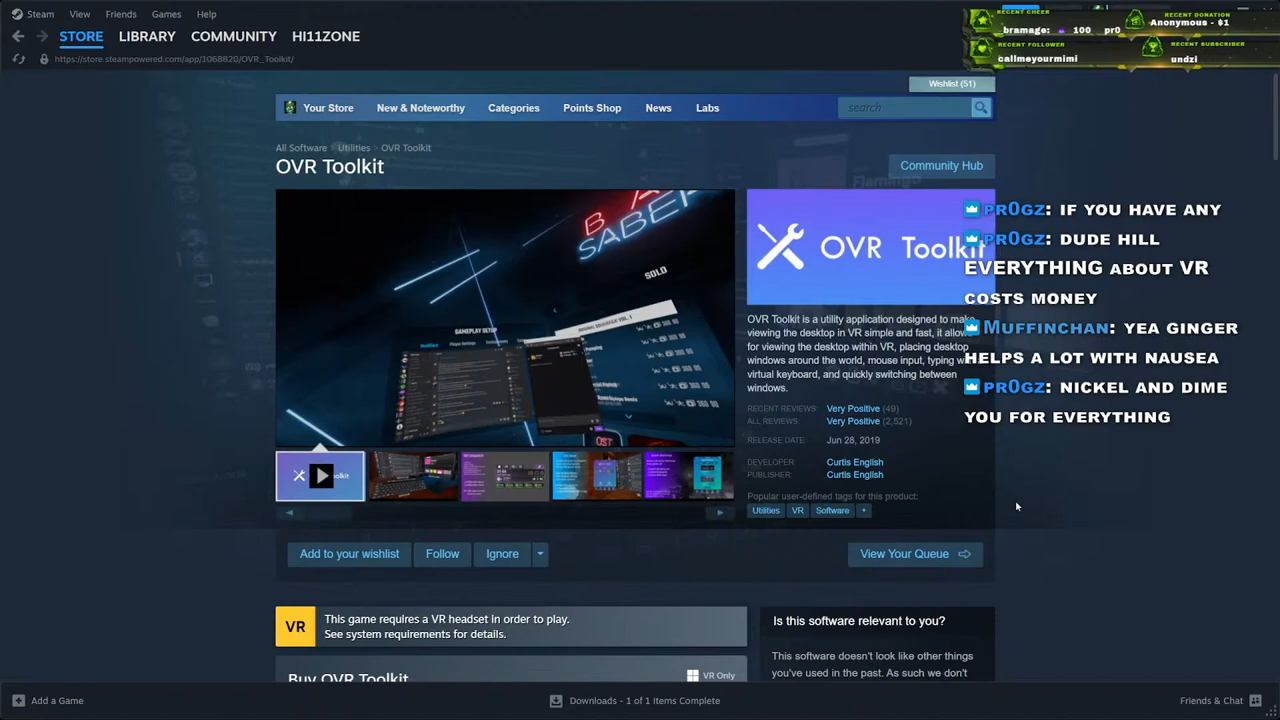 Steam View Friends Games Help
STORE LIBRARY COMMUNITY HI11ZONE
https://store.steampowered.com/app/1068820/OVR_Toolkit/
RECENT CHEER
bramage: 100 pr0
RECENT DONATION
Anonymous - $1
RECENT FOLLOWER
callmeyourmimi
RECENT SUBSCRIBER
undzi
Wishlist (51)
Your Store New & Noteworthy Categories Points Shop News Labs
search
All Software > Utilities > OVR Toolkit
OVR Toolkit
Community Hub
SABER
SOLO
GAMEPLAY SETUP
OST
OVR Toolkit
OVR Toolkit is a utility application designed to make
viewing the desktop in VR simple and fast, it allows
for viewing the desktop within VR, placing desktop
windows around the world, mouse input, typing
virtual keyboard, and quickly switching between
windows.
RECENT REVIEWS: Very Positive (49)
ALL REVIEWS: Very Positive (2,521)
RELEASE DATE: Jun 28, 2019
DEVELOPER: Curtis English
PUBLISHER: Curtis English
Popular user-defined tags for this product:
Utilities VR Software +
PR0GZ: IF YOU HAVE ANY
PR0GZ: DUDE HILL
EVERYTHING ABOUT VR
COSTS MONEY
MUFFINCHAN: YEA GINGER
HELPS A LOT WITH NAUSEA
PR0GZ: NICKEL AND DIME
YOU FOR EVERYTHING
Add to your wishlist Follow Ignore
View Your Queue
VR
This game requires a VR headset in order to play.
See system requirements for details.
Is this software relevant to you?
This software doesn't look like other things
you've used in the past. As such we don't
Buy OVR Toolkit
VR Only
Add a Game
Downloads - 1 of 1 Items Complete
Friends & Chat